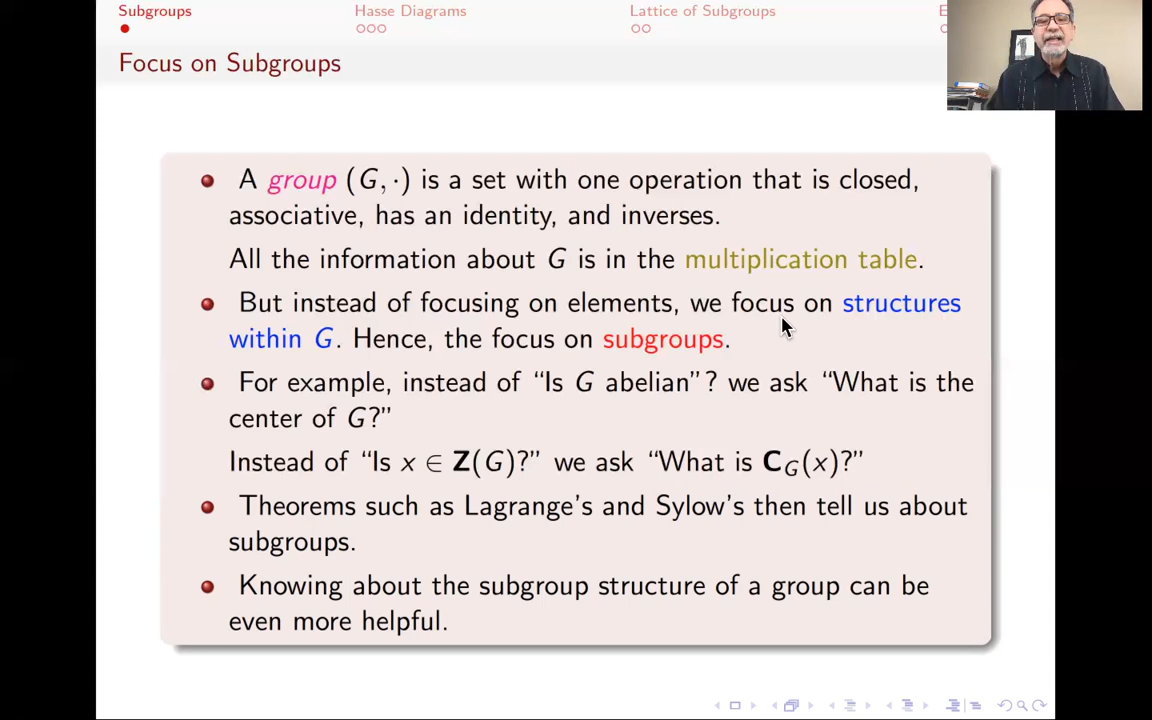 Subgroups Hasse Diagrams Lattice of Subgroups
Focus on Subgroups
A group (G, ·) is a set with one operation that is closed,
associative, has an identity, and inverses.
All the information about G is in the multiplication table.
But instead of focusing on elements, we focus on structures
within G. Hence, the focus on subgroups.
For example, instead of “Is G abelian”? we ask “What is the
center of G?”
Instead of “Is x ∈ Z(G)?” we ask “What is C_G(x)?”
Theorems such as Lagrange’s and Sylow’s then tell us about
subgroups.
Knowing about the subgroup structure of a group can be
even more helpful.